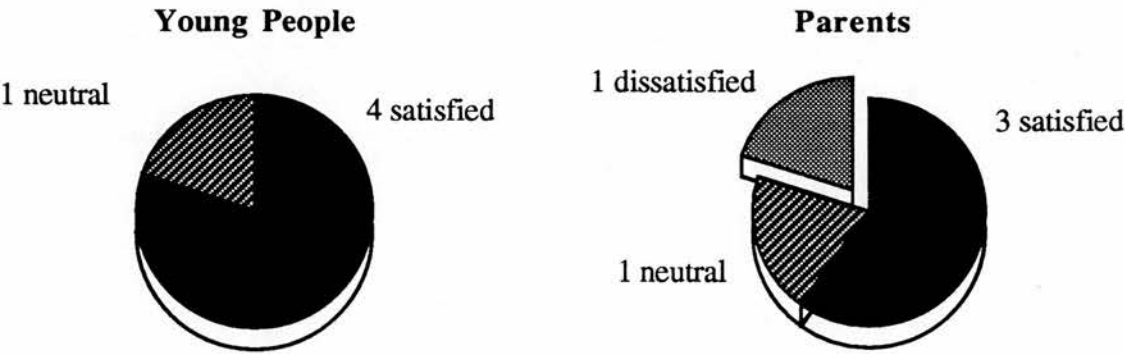 Young People
1 neutral
4 satisfied
Parents
1 dissatisfied
3 satisfied
1 neutral